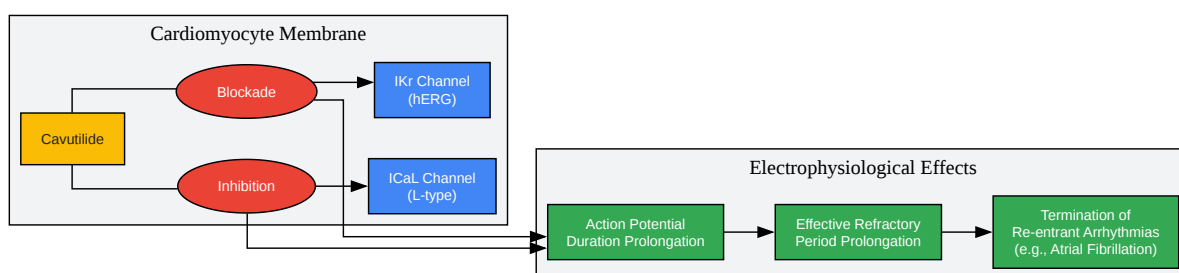 Cardiomyocyte Membrane
Cavutilide
Blockade
IKr Channel
(hERG)
Inhibition
ICaL Channel
(L-type)
Electrophysiological Effects
Action Potential
Duration Prolongation
Effective Refractory
Period Prolongation
Termination of
Re-entrant Arrhythmias
(e.g., Atrial Fibrillation)